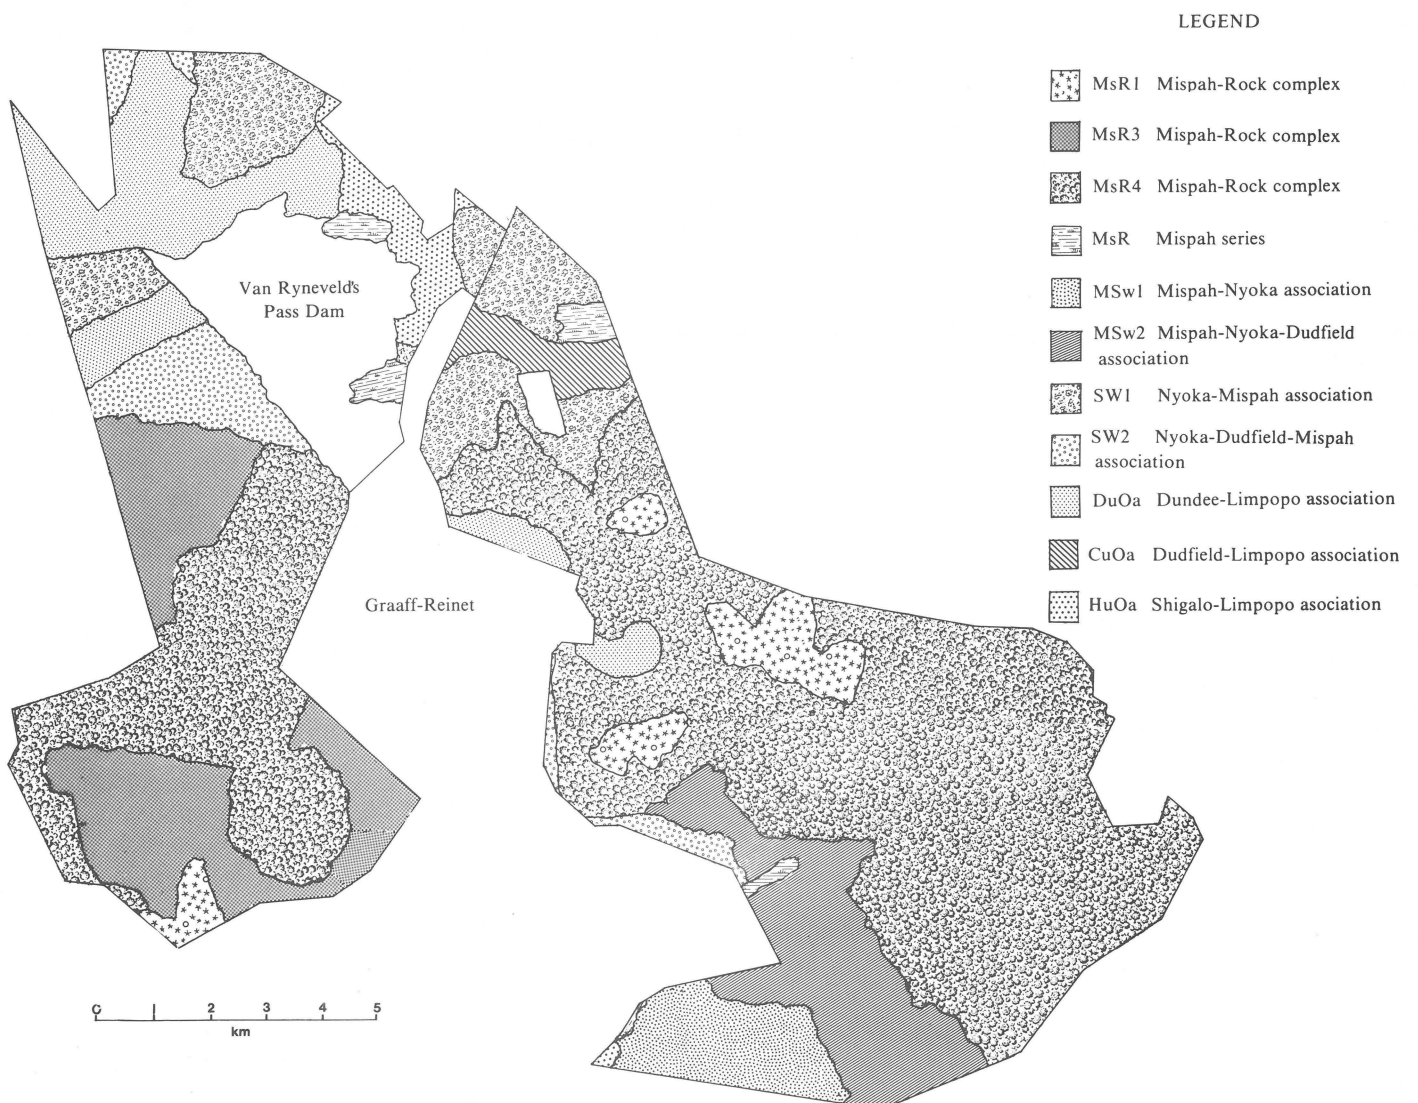 LEGEND
MsR1 Mispah-Rock complex
MsR3 Mispah-Rock complex
MsR4 Mispah-Rock complex
MsR Mispah series
MSw1 Mispah-Nyoka association
MSw2 Mispah-Nyoka-Dudfield
association
SW1 Nyoka-Mispah association
SW2 Nyoka-Dudfield-Mispah
association
DuOa Dundee-Limpopo association
CuOa Dudfield-Limpopo association
HuOa Shigalo-Limpopo asociation
Van Ryneveld's
Pass Dam
Graaff-Reinet
0 1 2 3 4 5
km